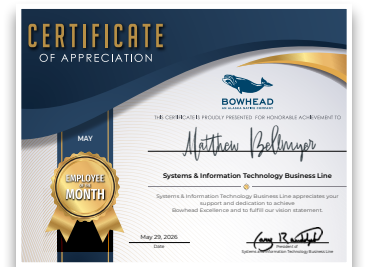 CERTIFICATE
OF APPRECIATION
BOWHEAD
AN ALASKA NATIVE COMPANY
THIS CERTIFICATE IS PROUDLY PRESENTED FOR HONORABLE ACHIEVEMENT TO
MAY
Matthew Bellmyer
EMPLOYEE
OF THE
MONTH
Systems & Information Technology Business Line
Systems & Information Technology Business Line appreciates your
support and dedication to achieve
Bowhead Excellence and to fulfill our vision statement.
May 29, 2026
Date
President of
Systems & Information Technology Business Line